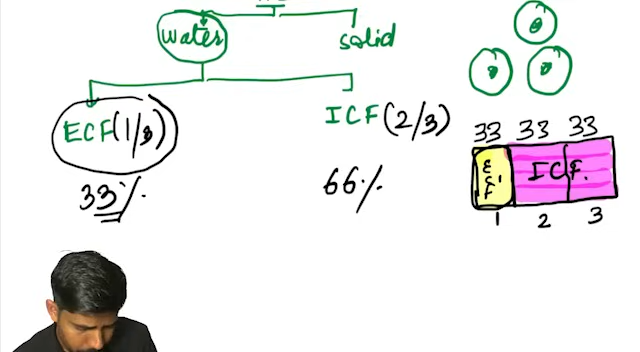 water solid
ECF(1/3) ICF(2/3)
33% 66%
33 33 33
ECF ICF.
1 2 3